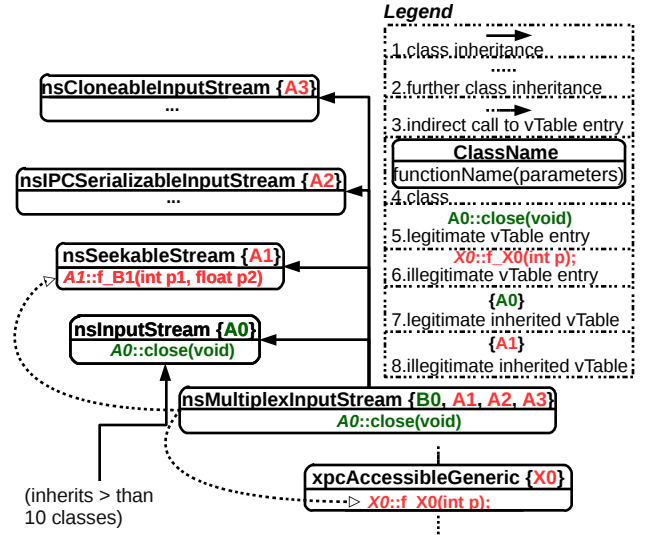 Legend
1.class inheritance
.....
2.further class inheritance
3.indirect call to vTable entry
ClassName
functionName(parameters)
4.class
A0::close(void)
5.legitimate vTable entry
X0::f_X0(int p);
6.illegitimate vTable entry
{A0}
7.legitimate inherited vTable
{A1}
8.illegitimate inherited vTable
nsCloneableInputStream {A3}
...
nsIPCSerializableInputStream {A2}
...
nsSeekableStream {A1}
A1::f_B1(int p1, float p2)
nsInputStream {A0}
A0::close(void)
nsMultiplexInputStream {B0, A1, A2, A3}
A0::close(void)
xpcAccessibleGeneric {X0}
X0::f_X0(int p);
(inherits > than
10 classes)